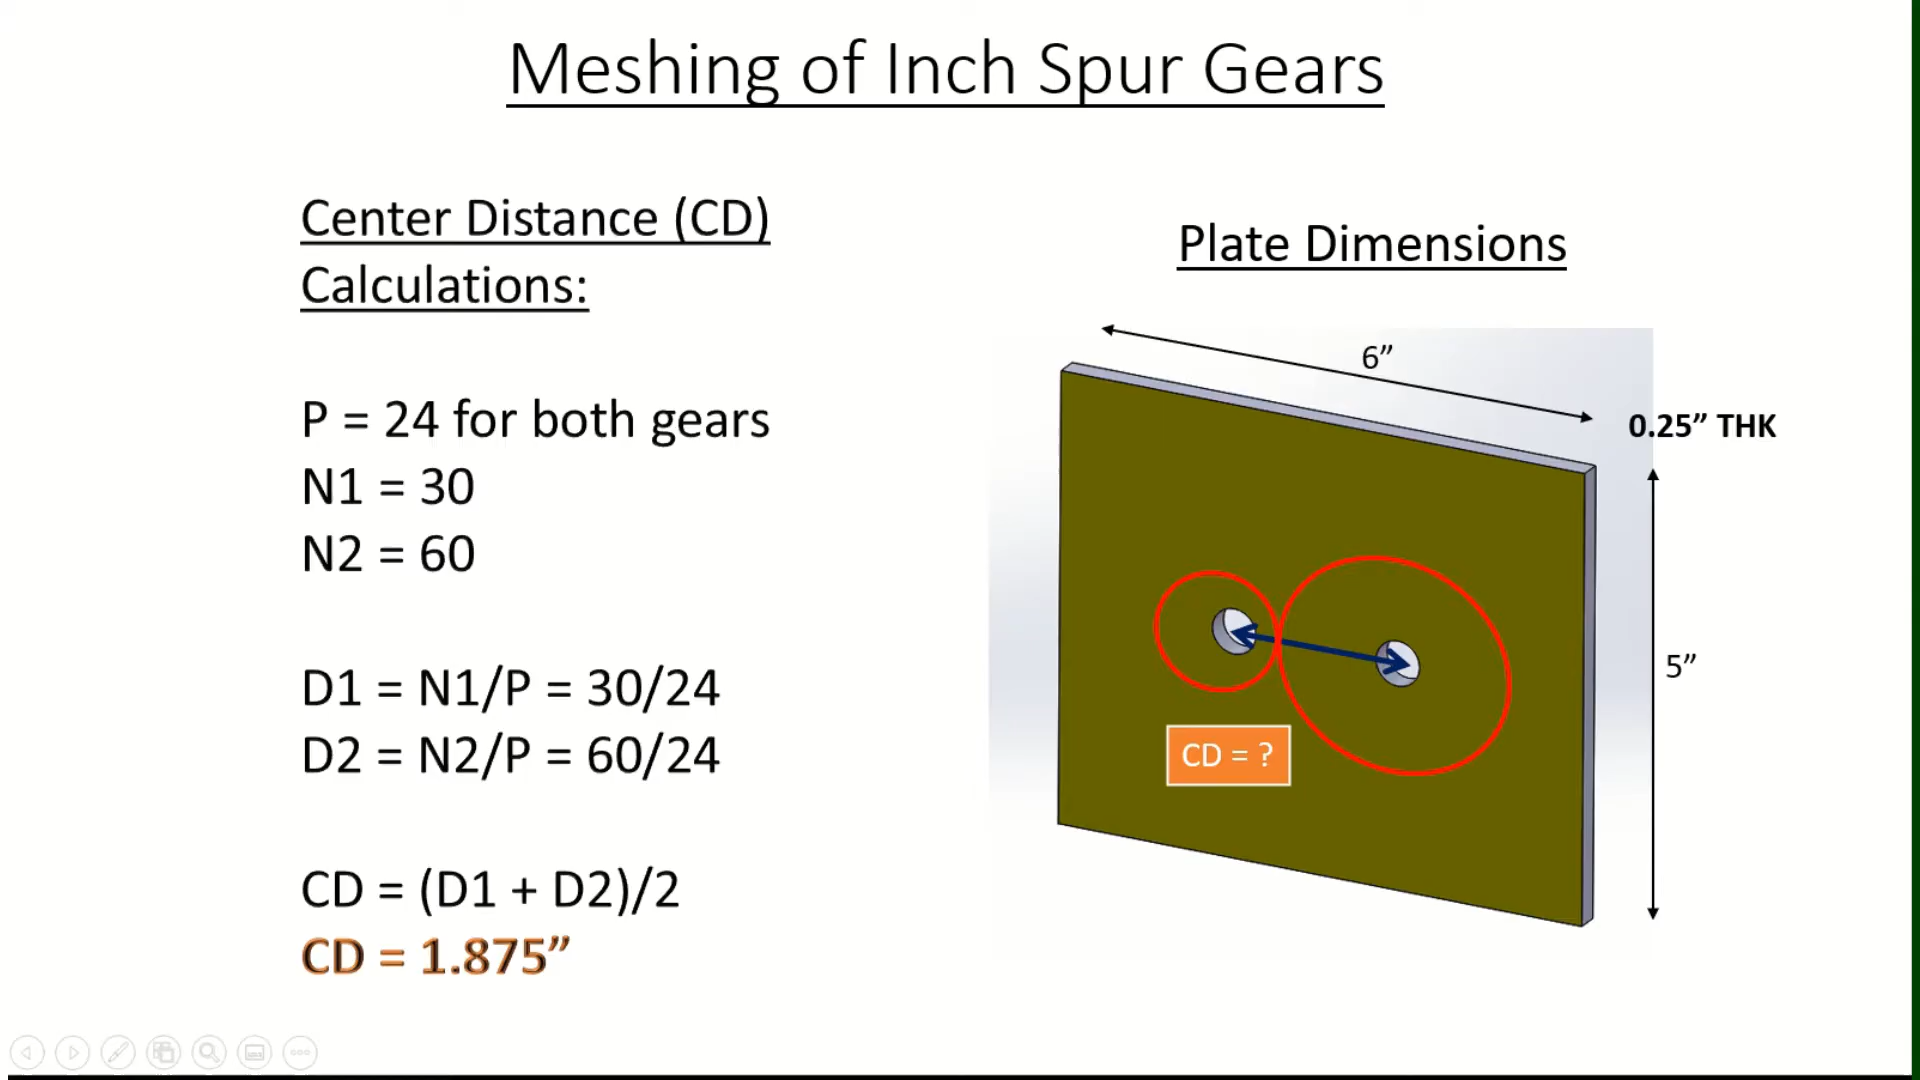 Meshing of Inch Spur Gears
Center Distance (CD)
Calculations:
P = 24 for both gears
N1 = 30
N2 = 60
D1 = N1/P = 30/24
D2 = N2/P = 60/24
CD = (D1 + D2)/2
CD = 1.875”
Plate Dimensions
6”
0.25” THK
5”
CD = ?